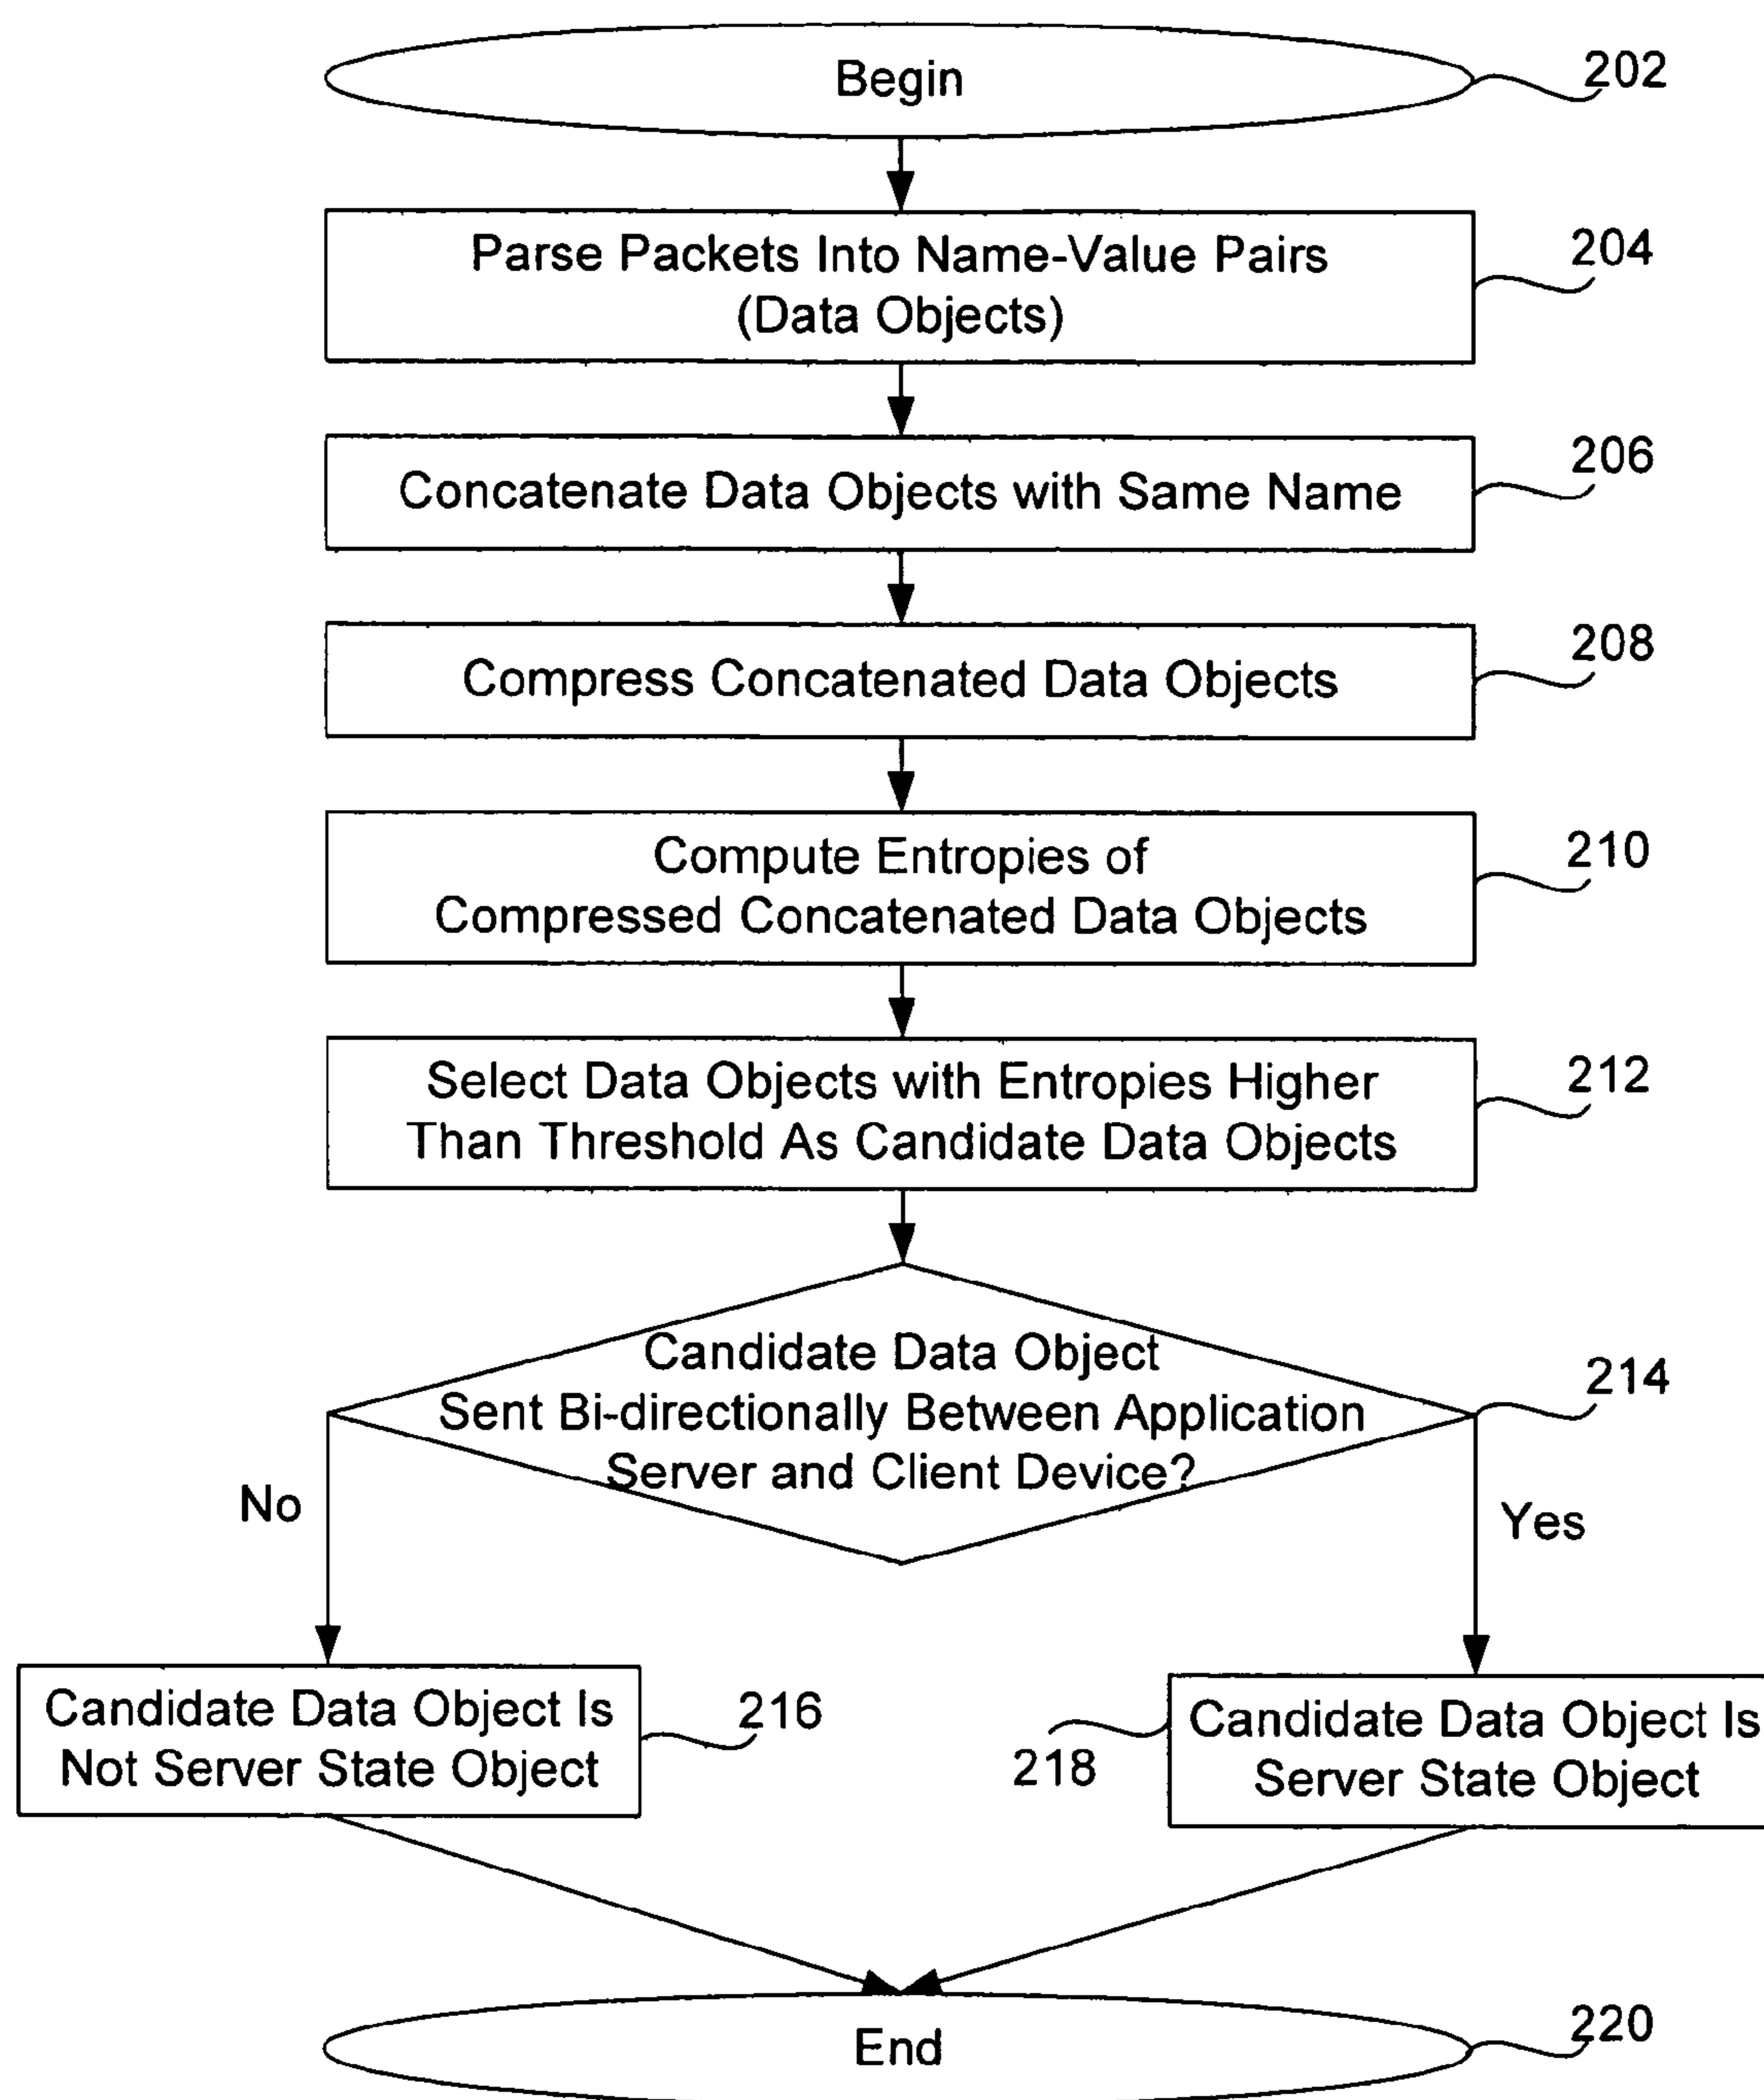 Begin
202
Parse Packets Into Name-Value Pairs
(Data Objects)
204
Concatenate Data Objects with Same Name
206
Compress Concatenated Data Objects
208
Compute Entropies of
Compressed Concatenated Data Objects
210
Select Data Objects with Entropies Higher
Than Threshold As Candidate Data Objects
212
Candidate Data Object
Sent Bi-directionally Between Application
Server and Client Device?
214
No
Yes
Candidate Data Object Is
Not Server State Object
216
218
Candidate Data Object Is
Server State Object
End
220